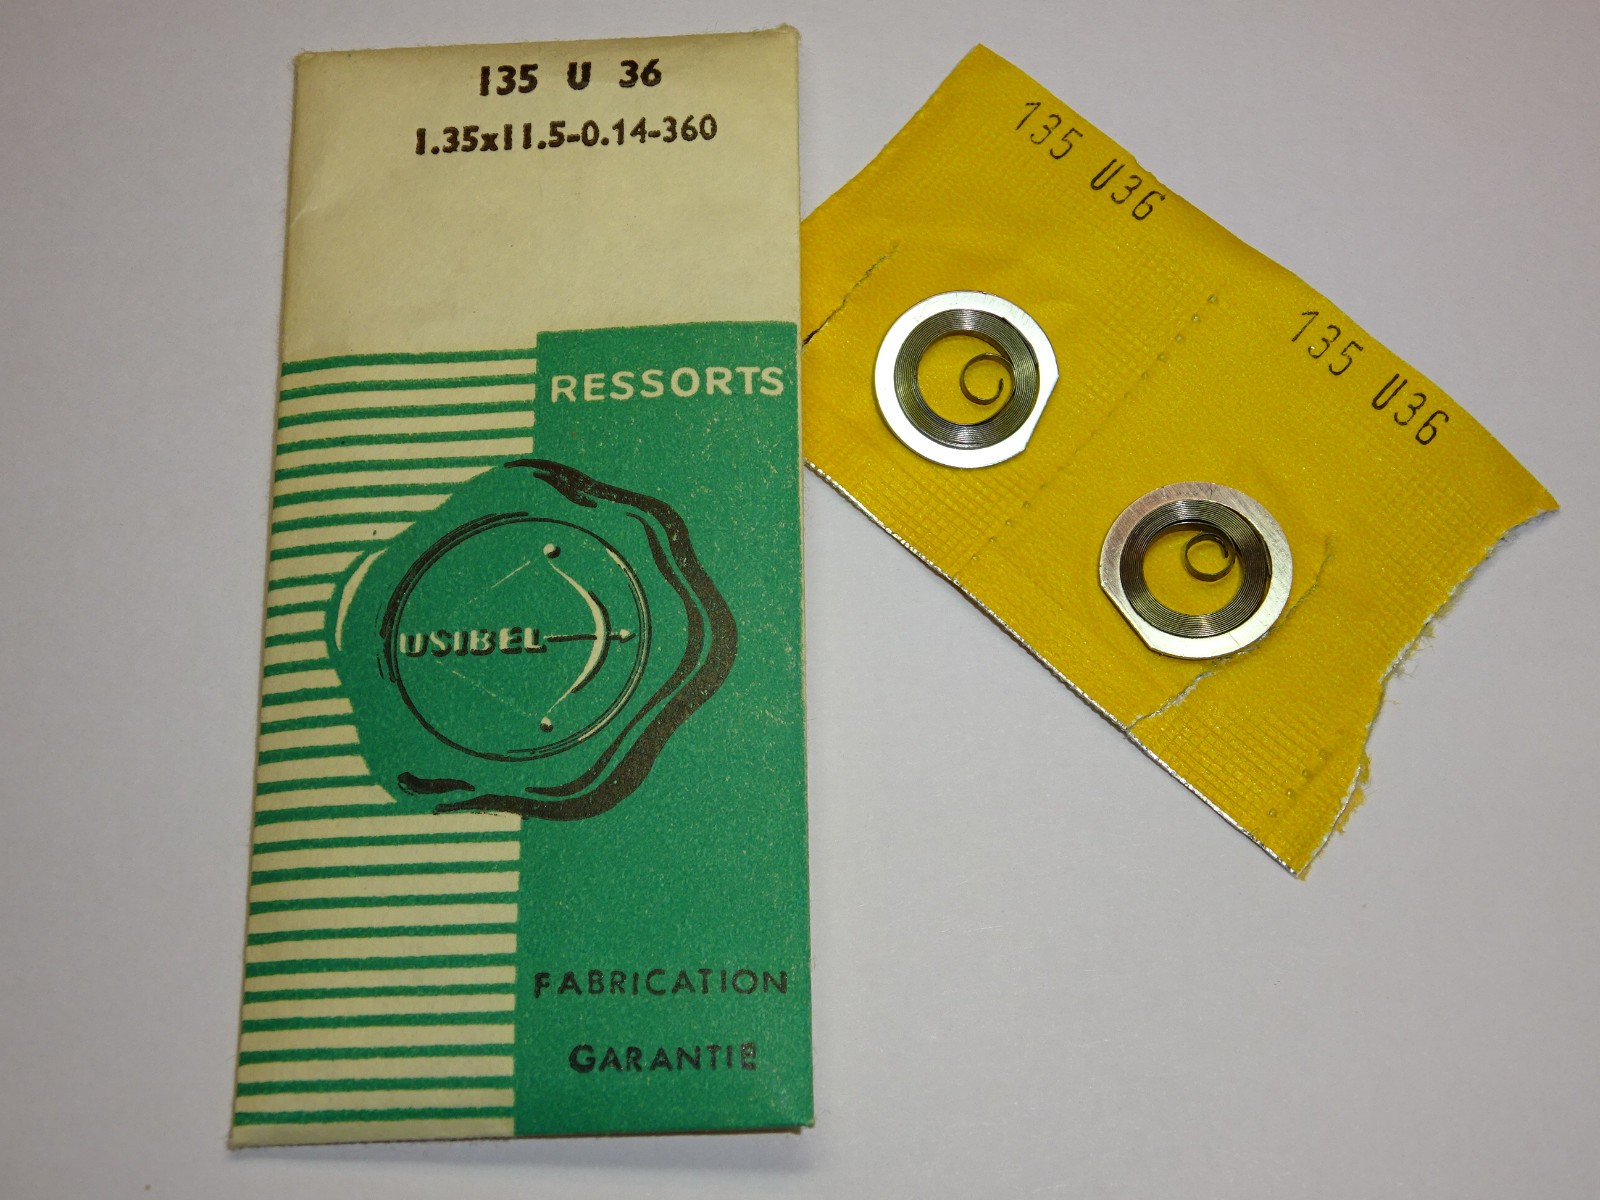 135 U 36
1.35x11.5-0.14-360
RESSORTS
USIBEL
FABRICATION
GARANTIE
135 U36
135 U36